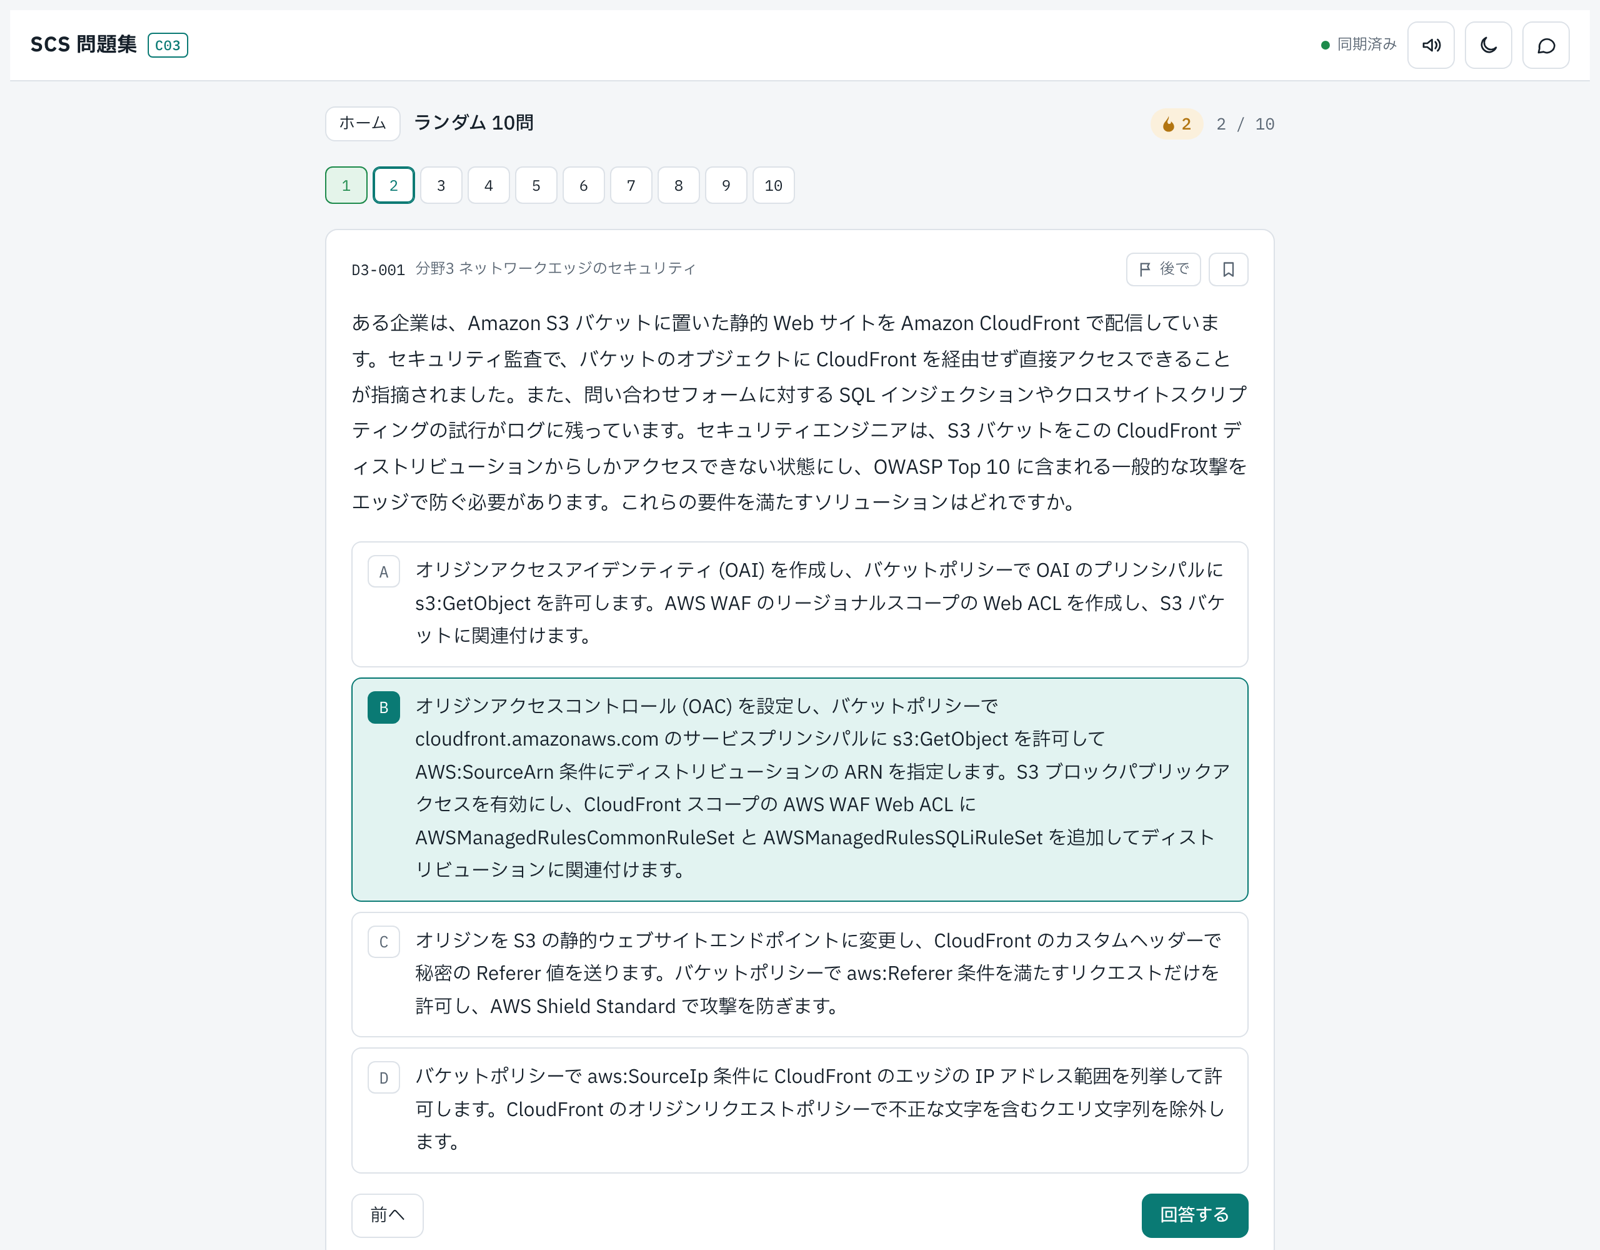 SCS 問題集 C03
同期済み
ホーム ランダム 10問
2 2 / 10
1 2 3 4 5 6 7 8 9 10
D3-001 分野3 ネットワークエッジのセキュリティ
後で
ある企業は、Amazon S3 バケットに置いた静的 Web サイトを Amazon CloudFront で配信していま
す。セキュリティ監査で、バケットのオブジェクトに CloudFront を経由せず直接アクセスできること
が指摘されました。また、問い合わせフォームに対する SQL インジェクションやクロスサイトスクリプ
ティングの試行がログに残っています。セキュリティエンジニアは、S3 バケットをこの CloudFront デ
ィストリビューションからしかアクセスできない状態にし、OWASP Top 10 に含まれる一般的な攻撃を
エッジで防ぐ必要があります。これらの要件を満たすソリューションはどれですか。
A オリジンアクセスアイデンティティ (OAI) を作成し、バケットポリシーで OAI のプリンシパルに
s3:GetObject を許可します。AWS WAF のリージョナルスコープの Web ACL を作成し、S3 バケ
ットに関連付けます。
B オリジンアクセスコントロール (OAC) を設定し、バケットポリシーで
cloudfront.amazonaws.com のサービスプリンシパルに s3:GetObject を許可して
AWS:SourceArn 条件にディストリビューションの ARN を指定します。S3 ブロックパブリックア
クセスを有効にし、CloudFront スコープの AWS WAF Web ACL に
AWSManagedRulesCommonRuleSet と AWSManagedRulesSQLiRuleSet を追加してディスト
リビューションに関連付けます。
C オリジンを S3 の静的ウェブサイトエンドポイントに変更し、CloudFront のカスタムヘッダーで
秘密の Referer 値を送ります。バケットポリシーで aws:Referer 条件を満たすリクエストだけを
許可し、AWS Shield Standard で攻撃を防ぎます。
D バケットポリシーで aws:SourceIp 条件に CloudFront のエッジの IP アドレス範囲を列挙して許
可します。CloudFront のオリジンリクエストポリシーで不正な文字を含むクエリ文字列を除外し
ます。
前へ 回答する